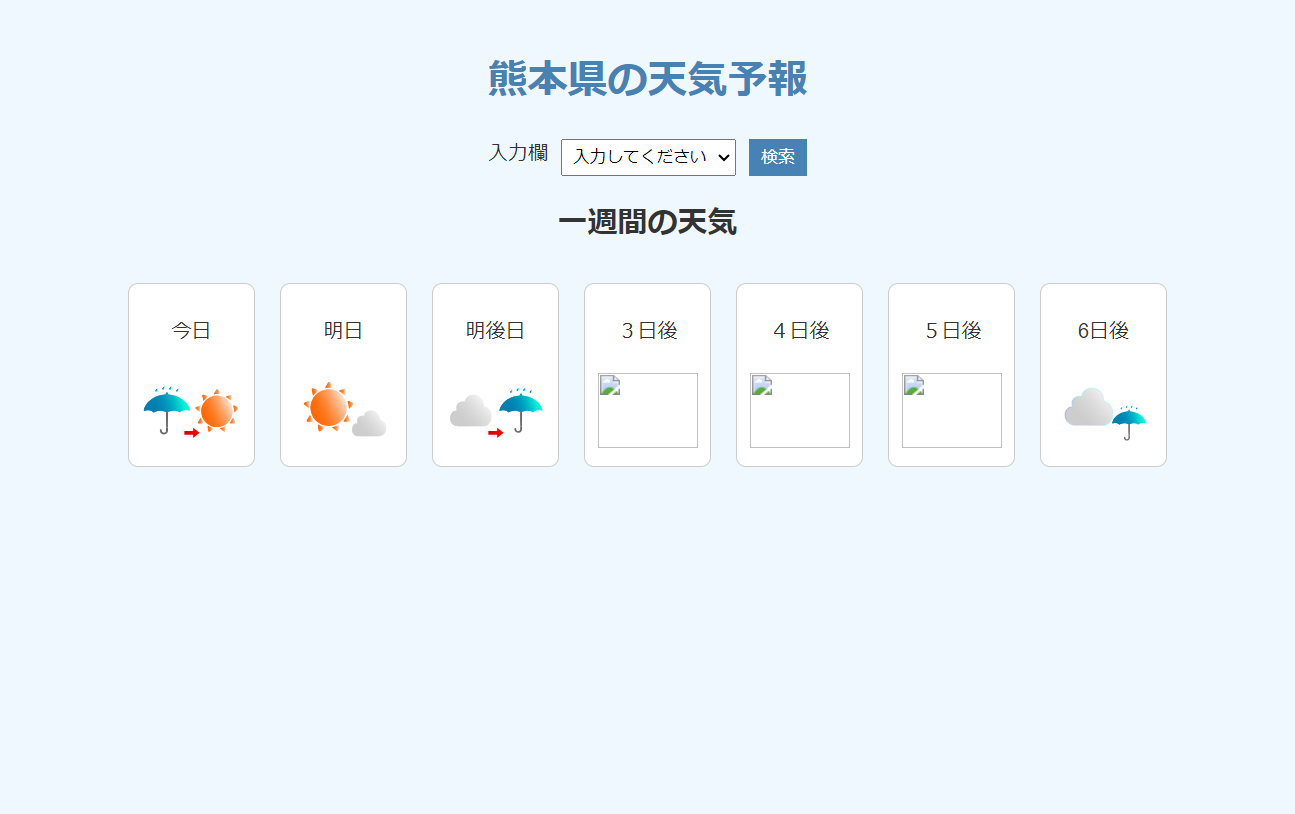 熊本県の天気予報
入力欄 入力してください 検索
一週間の天気
今日 明日 明後日 ３日後 ４日後 ５日後 6日後